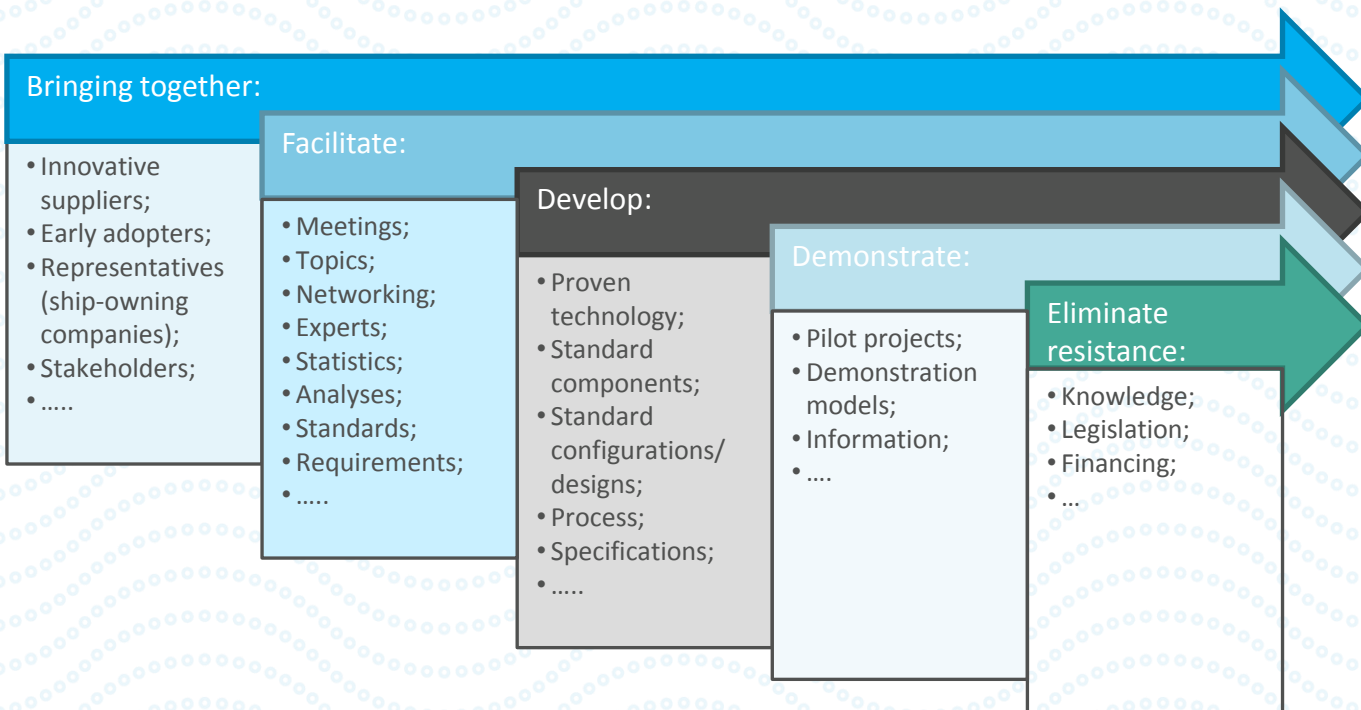 Bringing together:
• Innovative
suppliers;
• Early adopters;
• Representatives
(ship-owning
companies);
• Stakeholders;
• …..
Facilitate:
• Meetings;
• Topics;
• Networking;
• Experts;
• Statistics;
• Analyses;
• Standards;
• Requirements;
• …..
Develop:
• Proven
technology;
• Standard
components;
• Standard
configurations/
designs;
• Process;
• Specifications;
• …..
Demonstrate:
• Pilot projects;
• Demonstration
models;
• Information;
• ….
Eliminate
resistance:
• Knowledge;
• Legislation;
• Financing;
• …